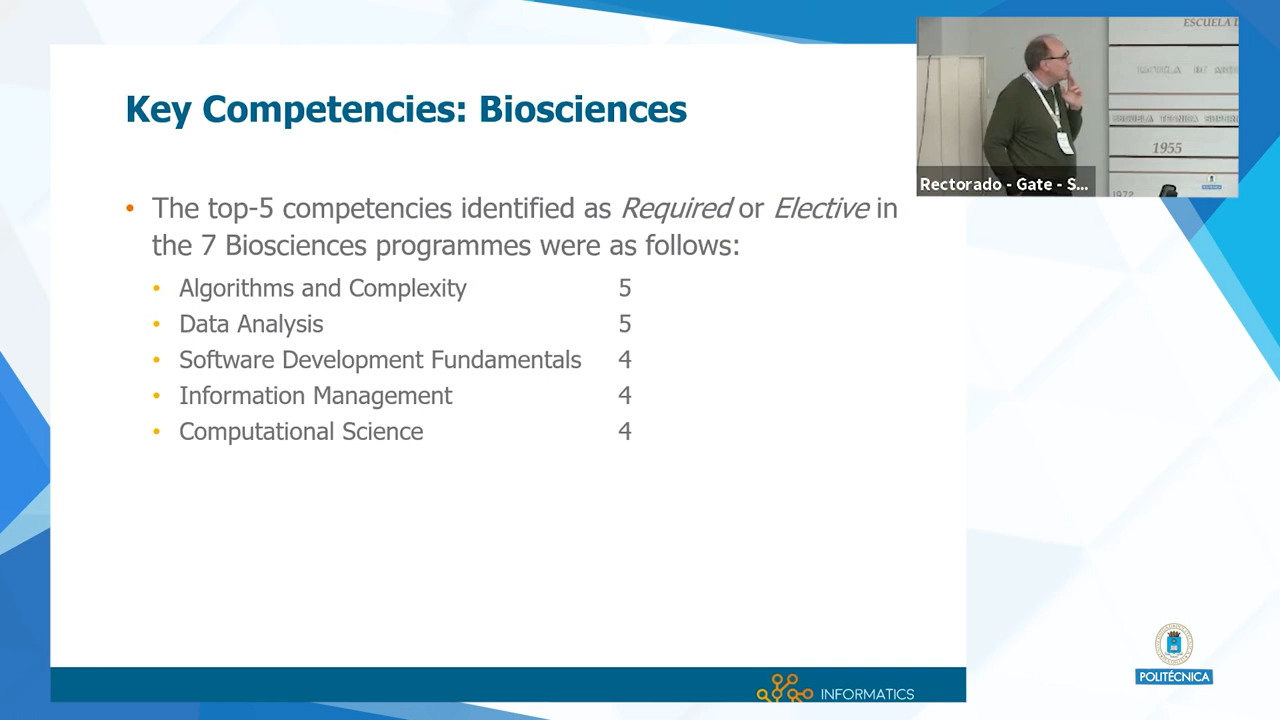 Key Competencies: Biosciences
• The top-5 competencies identified as Required or Elective in
the 7 Biosciences programmes were as follows:
• Algorithms and Complexity 5
• Data Analysis 5
• Software Development Fundamentals 4
• Information Management 4
• Computational Science 4
INFORMATICS
ESCUELA
1955
1972
Rectorado - Gate - S...
POLITÉCNICA